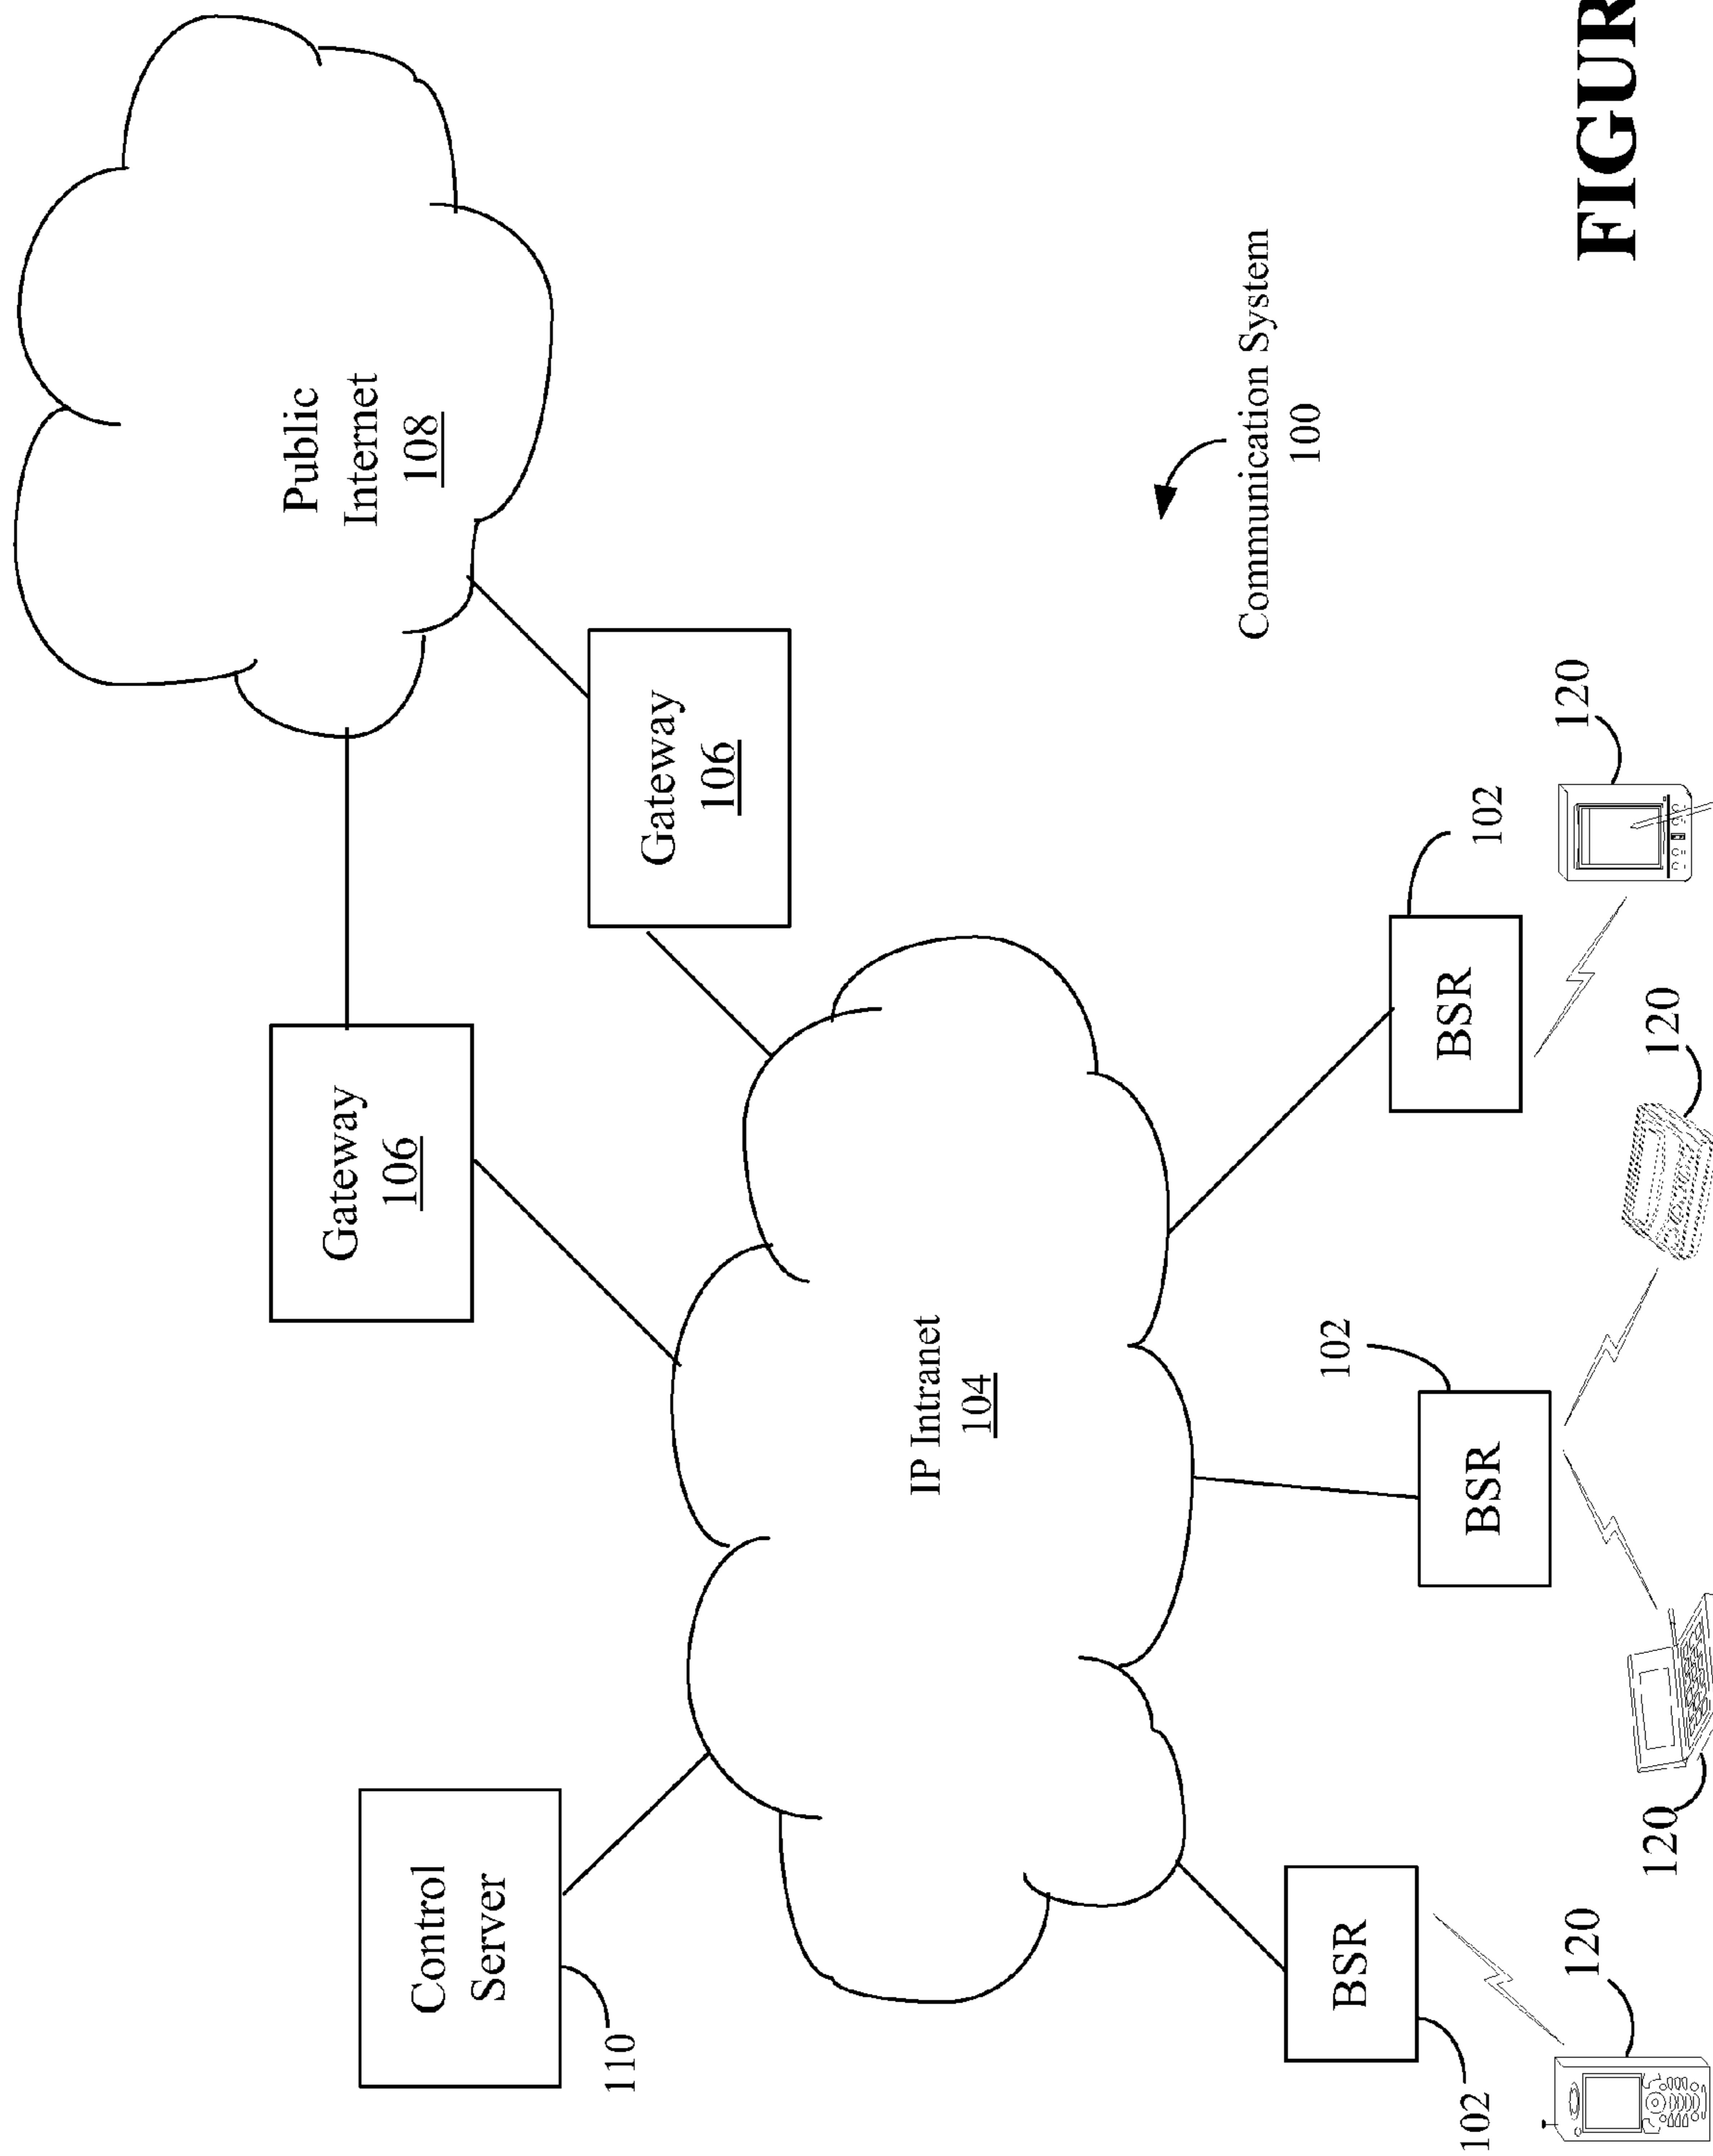 Public
Internet
108
Gateway
106
Gateway
106
Control
Server
110
IP Intranet
104
Communication System
100
BSR
102
BSR
102
BSR
102
120
120
120
120
FIGUR